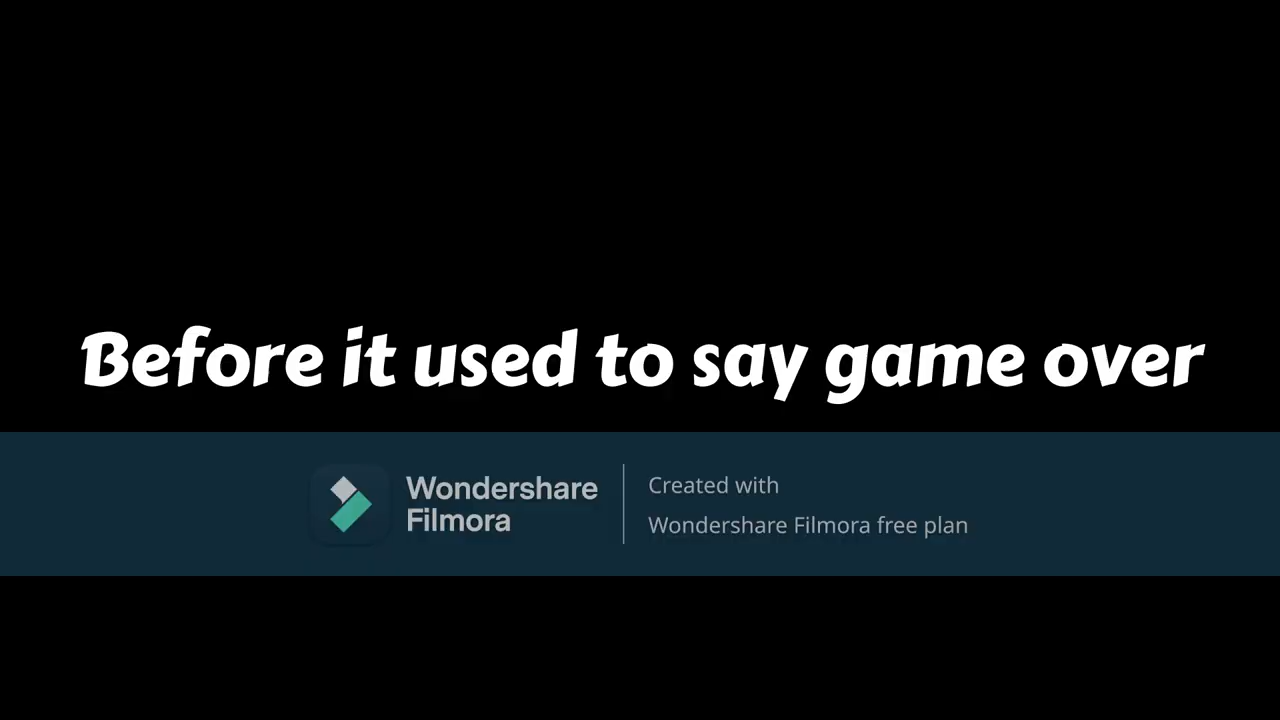 Before it used to say game over
Wondershare
Filmora
Created with
Wondershare Filmora free plan